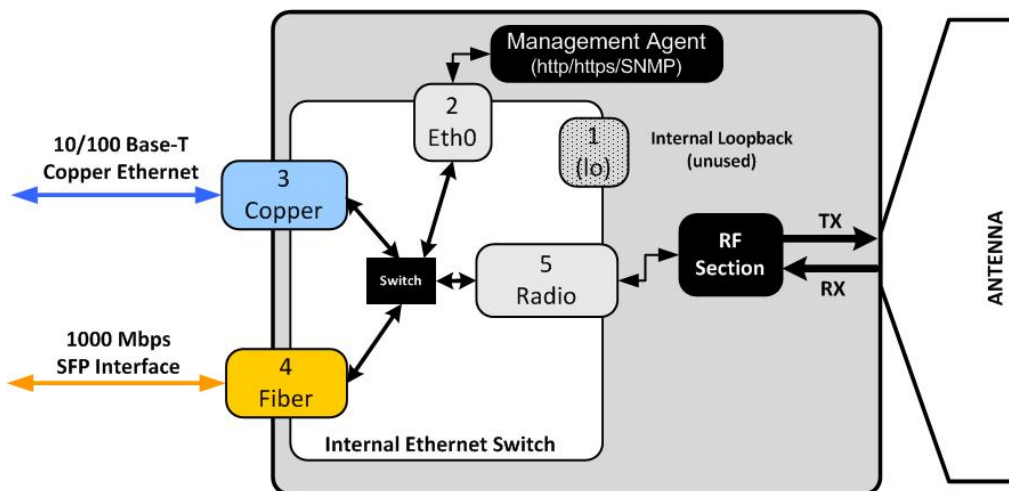 Management Agent
(http/https/SNMP)
2
Eth0
1
(lo)
Internal Loopback
(unused)
10/100 Base-T
Copper Ethernet
3
Copper
Switch
5
Radio
RF
Section
TX
RX
ANTENNA
1000 Mbps
SFP Interface
4
Fiber
Internal Ethernet Switch